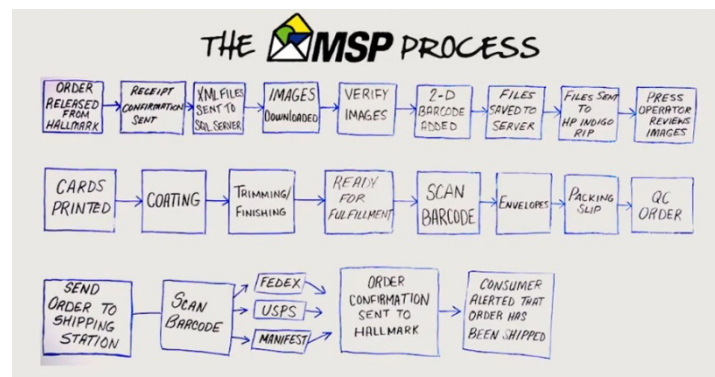 THE MSP PROCESS
ORDER
RELEASED
FROM
HALLMARK
RECEIPT
CONFIRMATION
SENT
XML FILES
SENT TO
SQL SERVER
IMAGES
DOWNLOADED
VERIFY
IMAGES
2-D
BARCODE
ADDED
FILES
SAVED TO
SERVER
FILES SENT
TO
HP INDIGO
RIP
PRESS
OPERATOR
REVIEWS
IMAGES
CARDS
PRINTED
COATING
TRIMMING/
FINISHING
READY
FOR
FULFILLMENT
SCAN
BARCODE
ENVELOPES
PACKING
SLIP
QC
ORDER
SEND
ORDER TO
SHIPPING
STATION
SCAN
BARCODE
FEDEX
USPS
MANIFEST
ORDER
CONFIRMATION
SENT TO
HALLMARK
CONSUMER
ALERTED THAT
ORDER HAS
BEEN SHIPPED